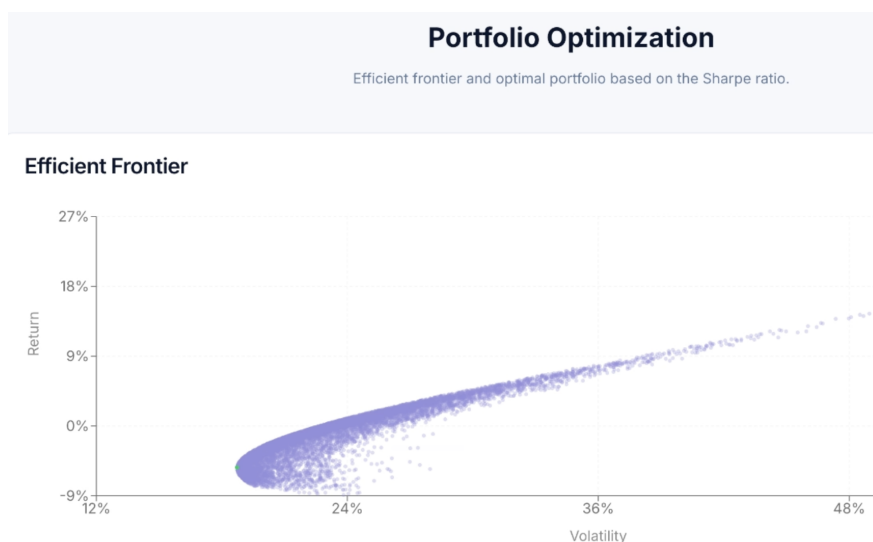 Portfolio Optimization
Efficient frontier and optimal portfolio based on the Sharpe ratio.
Efficient Frontier
27%
18%
Return
9%
0%
-9%
12%
24%
36%
48%
Volatility